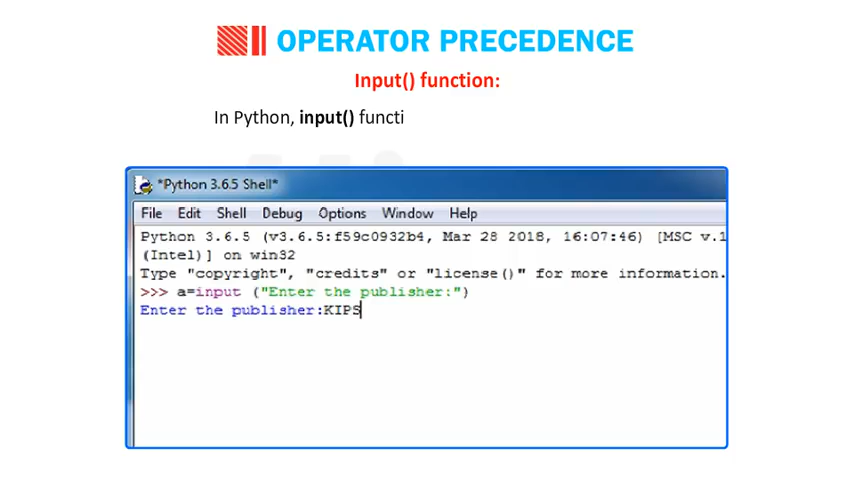 OPERATOR PRECEDENCE
Input() function:
In Python, input() functi
*Python 3.6.5 Shell*
File Edit Shell Debug Options Window Help
Python 3.6.5 (v3.6.5:f59c0932b4, Mar 28 2018, 16:07:46) [MSC v.1
(Intel)] on win32
Type "copyright", "credits" or "license()" for more information.
>>> a=input ("Enter the publisher:")
Enter the publisher:KIPS